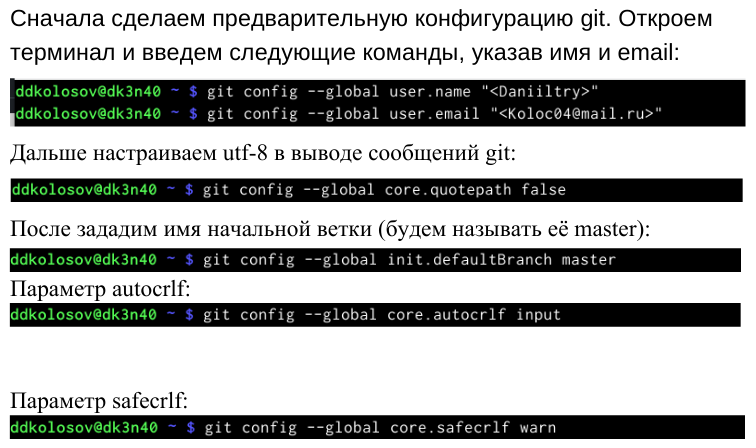 Сначала сделаем предварительную конфигурацию git. Откроем
терминал и введем следующие команды, указав имя и email:
ddkolosov@dk3n40 ~ $ git config --global user.name "<Daniiltry>"
ddkolosov@dk3n40 ~ $ git config --global user.email "<Koloc04@mail.ru>"
Дальше настраиваем utf-8 в выводе сообщений git:
ddkolosov@dk3n40 ~ $ git config --global core.quotepath false
После зададим имя начальной ветки (будем называть её master):
ddkolosov@dk3n40 ~ $ git config --global init.defaultBranch master
Параметр autocrlf:
ddkolosov@dk3n40 ~ $ git config --global core.autocrlf input
Параметр safecrlf:
ddkolosov@dk3n40 ~ $ git config --global core.safecrlf warn